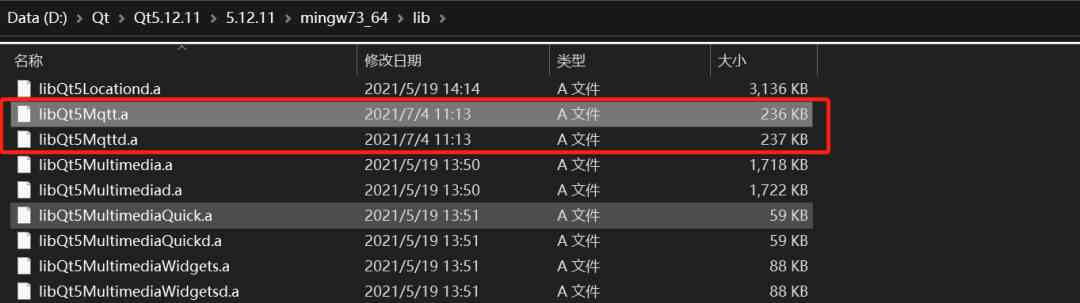 Data (D:) > Qt > Qt5.12.11 > 5.12.11 > mingw73_64 > lib >
名称 修改日期 类型 大小
libQt5Locationd.a 2021/5/19 14:14 A 文件 3,136 KB
libQt5Mqtt.a 2021/7/4 11:13 A 文件 236 KB
libQt5Mqttd.a 2021/7/4 11:13 A 文件 237 KB
libQt5Multimedia.a 2021/5/19 13:50 A 文件 1,718 KB
libQt5Multimediad.a 2021/5/19 13:50 A 文件 1,722 KB
libQt5MultimediaQuick.a 2021/5/19 13:51 A 文件 59 KB
libQt5MultimediaQuickd.a 2021/5/19 13:51 A 文件 59 KB
libQt5MultimediaWidgets.a 2021/5/19 13:51 A 文件 88 KB
libQt5MultimediaWidgetsd.a 2021/5/19 13:51 A 文件 88 KB